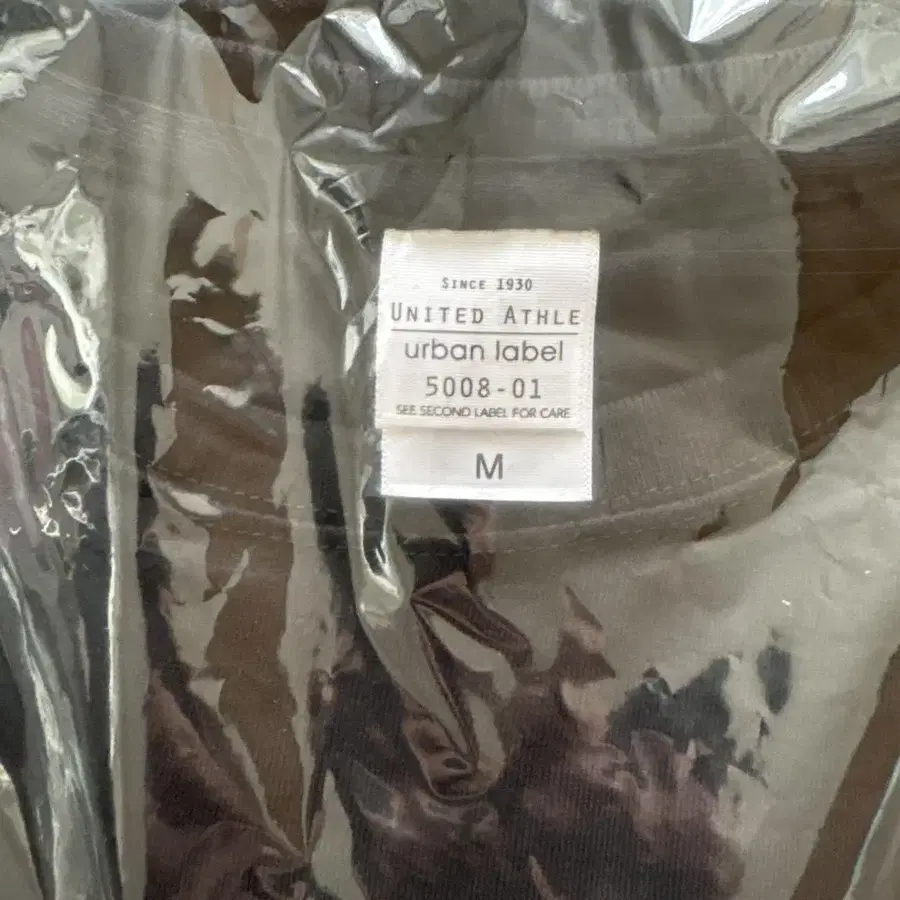 SINCE 1930
UNITED ATHLE
urban label
5008-01
SEE SECOND LABEL FOR CARE
M